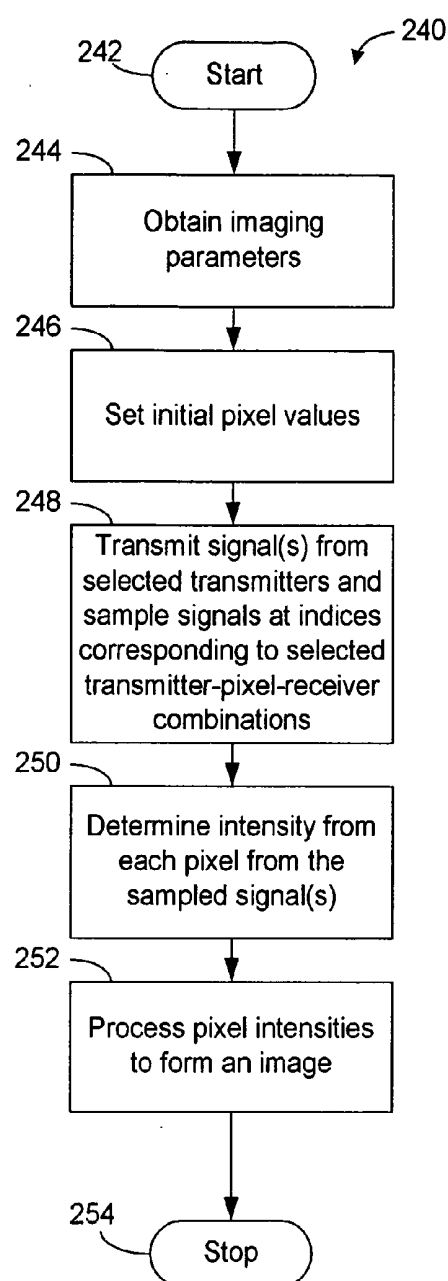 240
242
Start
244
Obtain imaging
parameters
246
Set initial pixel values
248
Transmit signal(s) from
selected transmitters and
sample signals at indices
corresponding to selected
transmitter-pixel-receiver
combinations
250
Determine intensity from
each pixel from the
sampled signal(s)
252
Process pixel intensities
to form an image
254
Stop